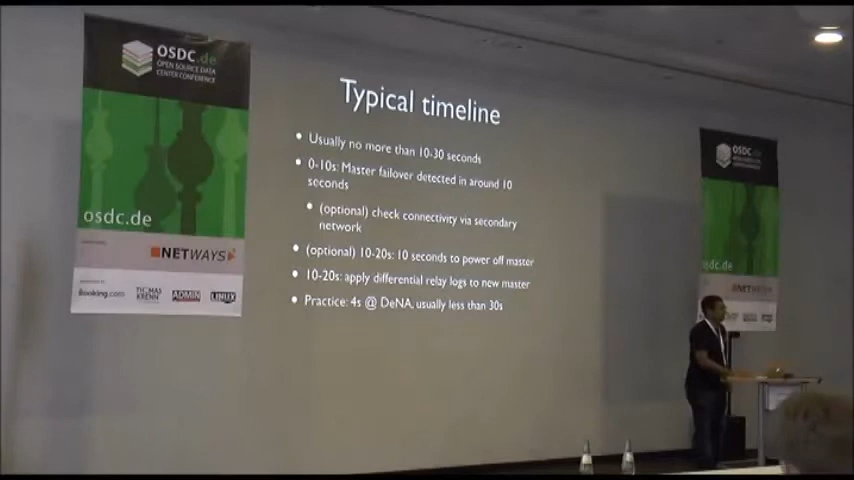 OSDC.de
OPEN SOURCE DATA
CENTER CONFERENCE
osdc.de
NETWAYS
Booking.com
THOMAS
KRENN
ADMIN
LINUX
Typical timeline
• Usually no more than 10-30 seconds
• 0-10s: Master failover detected in around 10
seconds
• (optional) check connectivity via secondary
network
• (optional) 10-20s: 10 seconds to power off master
• 10-20s: apply differential relay logs to new master
• Practice: 4s @ DeNA, usually less than 30s
OSDC.de
osdc.de
NETWAYS